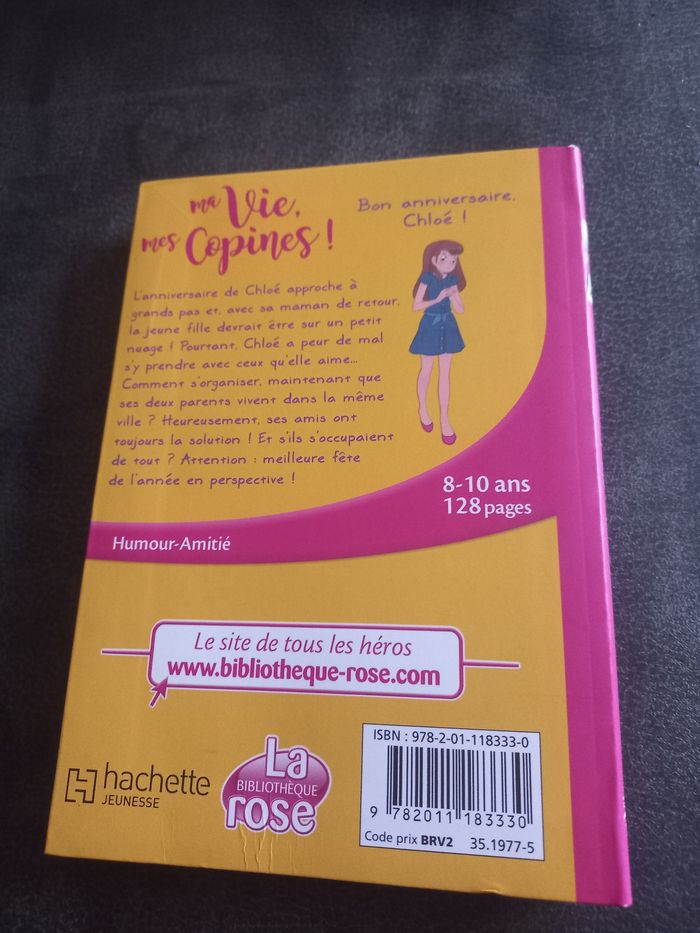 ma Vie,
mes Copines !
Bon anniversaire,
Chloé !
L'anniversaire de Chloé approche à
grands pas et, avec sa maman de retour,
la jeune fille devrait être sur un petit
nuage ! Pourtant, Chloé a peur de mal
s'y prendre avec ceux qu'elle aime...
Comment s'organiser, maintenant que
ses deux parents vivent dans la même
ville ? Heureusement, ses amis ont
toujours la solution ! Et s'ils s'occupaient
de tout ? Attention : meilleure fête
de l'année en perspective !
8-10 ans
128 pages
Humour-Amitié
Le site de tous les héros
www.bibliotheque-rose.com
hachette
JEUNESSE
La
BIBLIOTHÈQUE
rose
ISBN : 978-2-01-118333-0
9 782011 183330
Code prix BRV2 35.1977-5